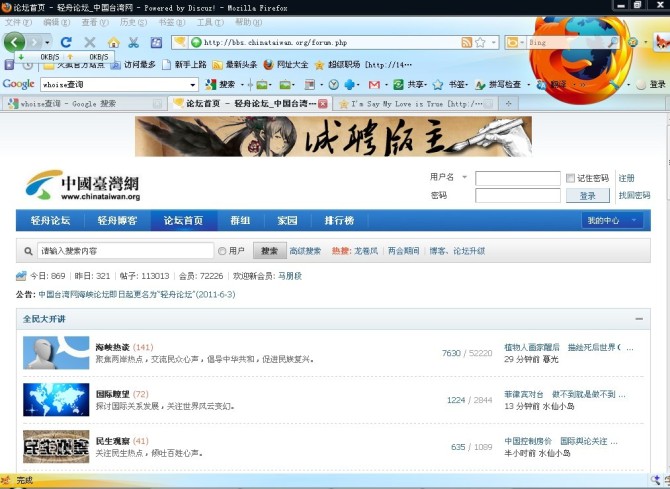 论坛首页 - 轻舟论坛_中国台湾网 - Powered by Discuz! - Mozilla Firefox
文件(F) 编辑(E) 查看(V) 历史(S) 书签(B) 工具(T) 帮助(H)
http://bbs.chinataiwan.org/forum.php
Bing
0KB/S 0KB/S
火狐官方站点 访问最多 新手上路 最新头条 网址大全 超级职场 [http://14···
Google whoise查询 搜索 共享 书签 拼写检查 翻译 登录
whoise查询 - Google 搜索 论坛首页 - 轻舟论坛_中国台湾··· I'm Say My Love is True [http:/···
诚聘版主
中國臺灣網
www.chinataiwan.org
用户名 记住密码 注册
密码 登录 找回密码
轻舟论坛 轻舟博客 论坛首页 群组 家园 排行榜 我的中心
请输入搜索内容 用户 搜索 高级搜索 热搜: 龙卷风 两会期间 博客、论坛升级
今日: 869 | 昨日: 321 | 帖子: 113013 | 会员: 72226 | 欢迎新会员: 马朋段
公告: 中国台湾网海峡论坛即日起更名为“轻舟论坛”(2011-6-3)
全民大开讲
海峡热谈 (141)
聚焦两岸热点，交流民众心声，倡导中华共和，促进民族复兴。
7630 / 52220
植物人画家醒后 描绘死后世界( ...
29 分钟前 暮光
国际瞭望 (72)
探讨国际关系发展，关注世界风云变幻。
1224 / 2844
菲律宾对台 做不到就是做不到 ...
13 分钟前 水仙小岛
民生观察
民生观察 (41)
关注民生热点，倾吐百姓心声。
635 / 1089
中国控制房价 国际舆论关注 ...
半小时前 水仙小岛
完成